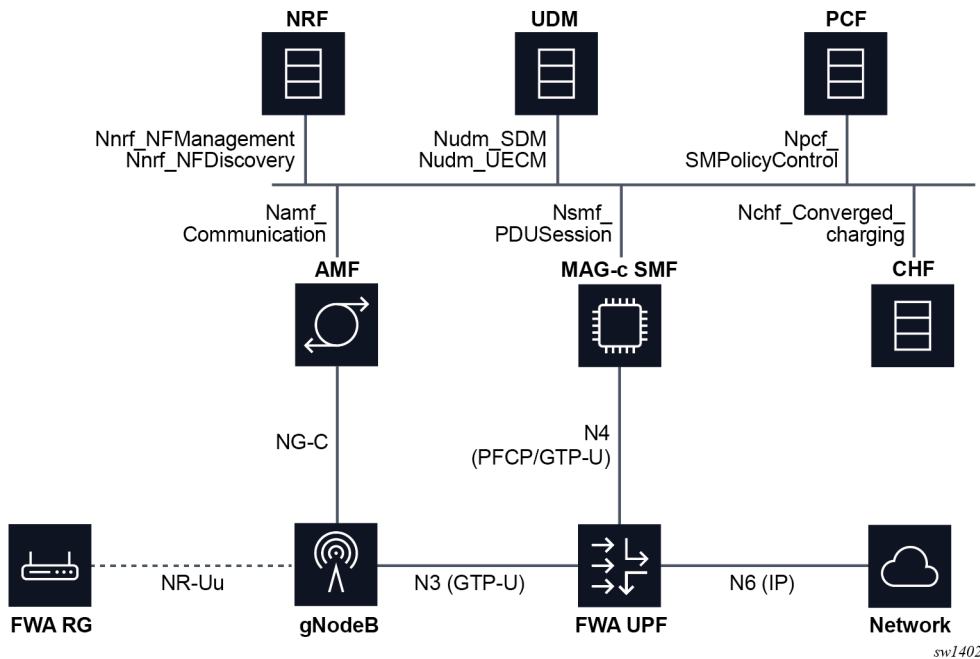 NRF
UDM
PCF
Nnrf_NFManagement
Nnrf_NFDiscovery
Nudm_SDM
Nudm_UECM
Npcf_
SMPolicyControl
Namf_
Communication
Nsmf_
PDUSession
Nchf_Converged_
charging
AMF
MAG-c SMF
CHF
NG-C
N4
(PFCP/GTP-U)
NR-Uu
N3 (GTP-U)
N6 (IP)
FWA RG
gNodeB
FWA UPF
Network
sw1402